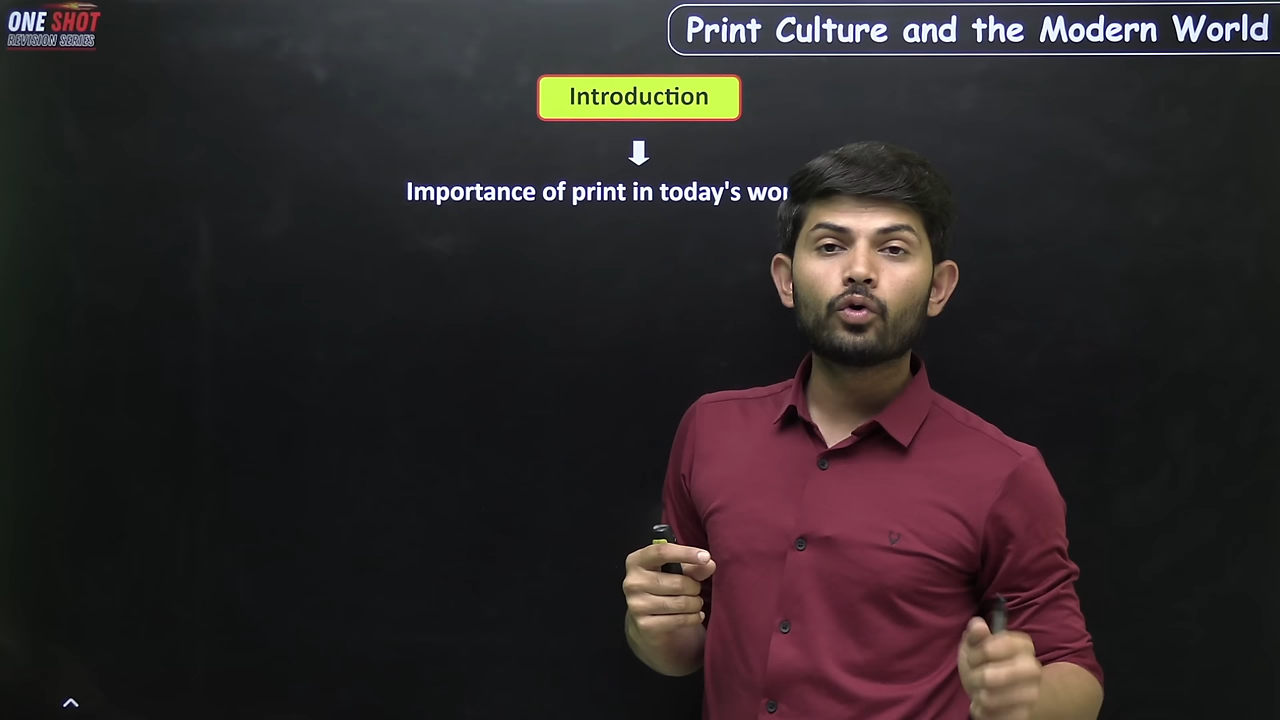 ONE SHOT
REVISION SERIES
Print Culture and the Modern World
Introduction
Importance of print in today's